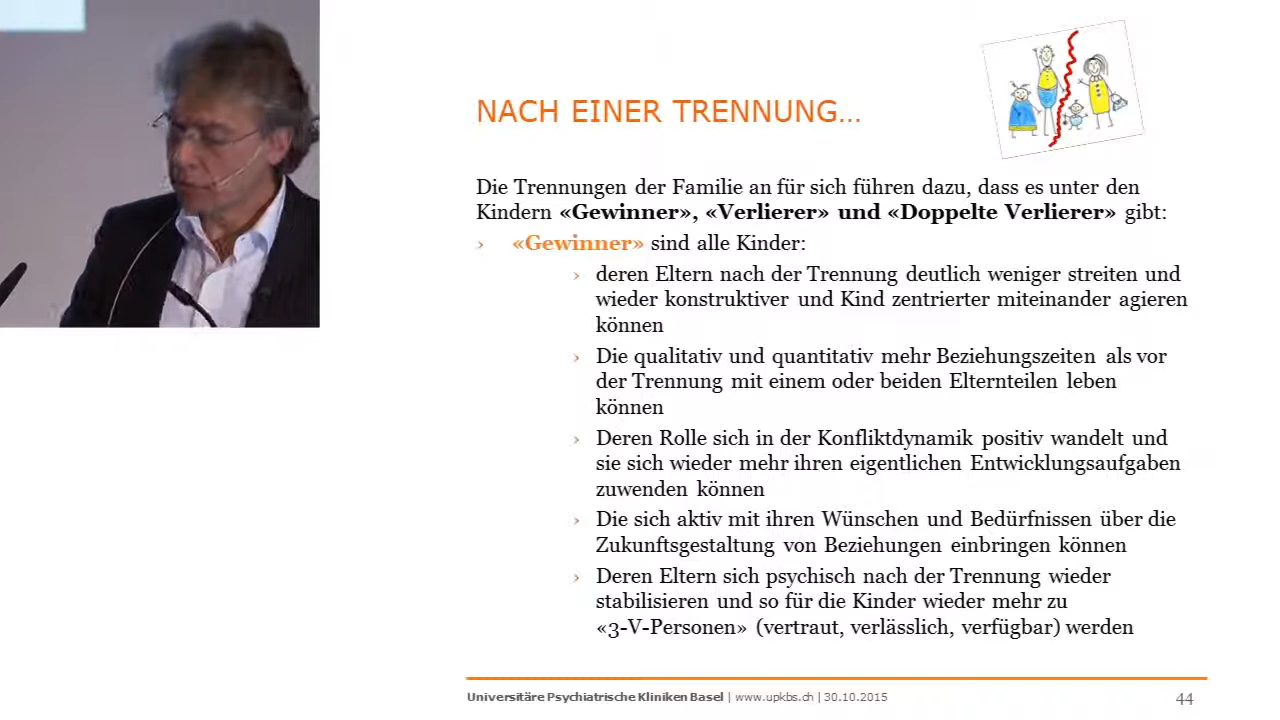 NACH EINER TRENNUNG...
Die Trennungen der Familie an für sich führen dazu, dass es unter den
Kindern «Gewinner», «Verlierer» und «Doppelte Verlierer» gibt:
› «Gewinner» sind alle Kinder:
› deren Eltern nach der Trennung deutlich weniger streiten und
wieder konstruktiver und Kind zentrierter miteinander agieren
können
› Die qualitativ und quantitativ mehr Beziehungszeiten als vor
der Trennung mit einem oder beiden Elternteilen leben
können
› Deren Rolle sich in der Konfliktdynamik positiv wandelt und
sie sich wieder mehr ihren eigentlichen Entwicklungsaufgaben
zuwenden können
› Die sich aktiv mit ihren Wünschen und Bedürfnissen über die
Zukunftsgestaltung von Beziehungen einbringen können
› Deren Eltern sich psychisch nach der Trennung wieder
stabilisieren und so für die Kinder wieder mehr zu
«3-V-Personen» (vertraut, verlässlich, verfügbar) werden
Universitäre Psychiatrische Kliniken Basel | www.upkbs.ch | 30.10.2015 44